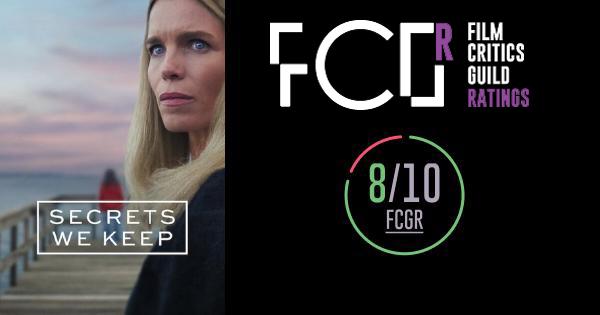 SECRETS
WE KEEP
FCGR
FILM
CRITICS
GUILD
RATINGS
8/10
FCGR